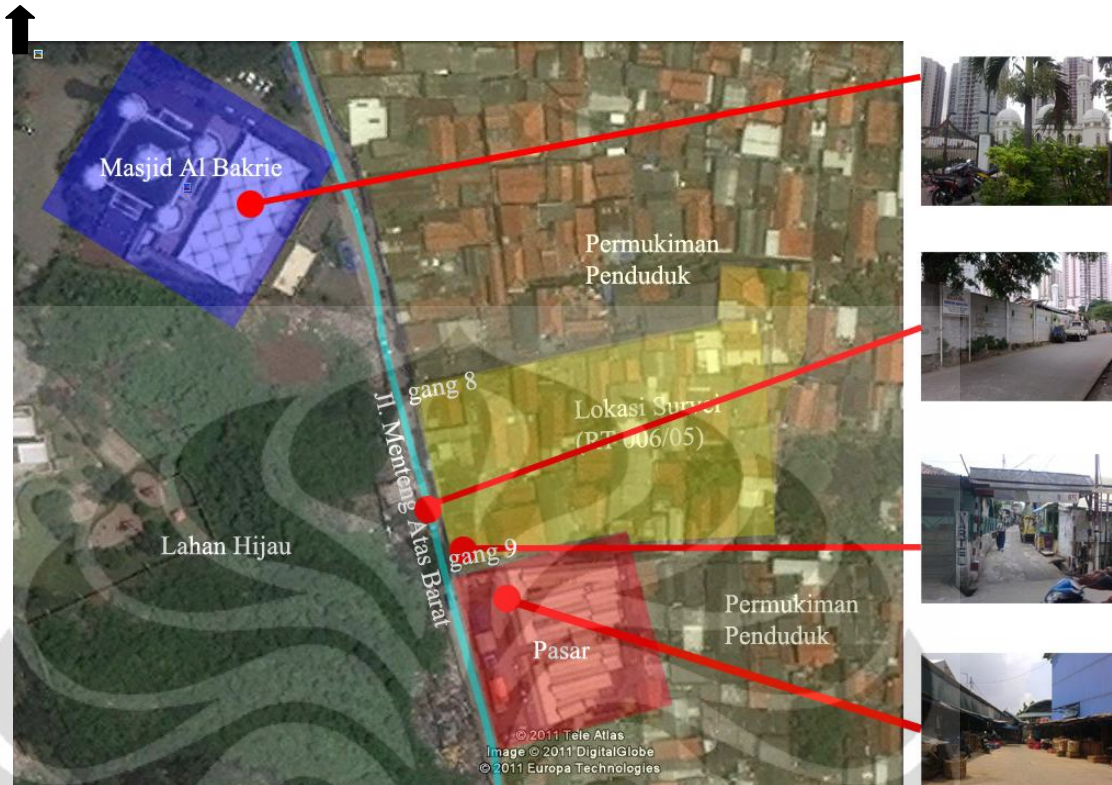 Masjid Al Bakrie
Permukiman
Penduduk
gang 8
Lokasi Survei
(RT 006/05)
Jl. Menteng Atas Barat
Lahan Hijau
gang 9
Permukiman
Penduduk
Pasar
© 2011 Tele Atlas
Image © 2011 DigitalGlobe
© 2011 Europa Technologies